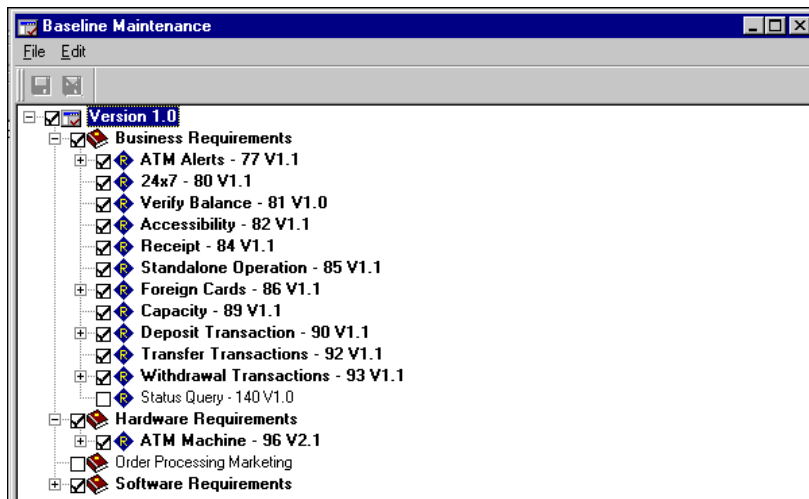 Baseline Maintenance
File Edit
Version 1.0
Business Requirements
ATM Alerts - 77 V1.1
24x7 - 80 V1.1
Verify Balance - 81 V1.0
Accessibility - 82 V1.1
Receipt - 84 V1.1
Standalone Operation - 85 V1.1
Foreign Cards - 86 V1.1
Capacity - 89 V1.1
Deposit Transaction - 90 V1.1
Transfer Transactions - 92 V1.1
Withdrawal Transactions - 93 V1.1
Status Query - 140 V1.0
Hardware Requirements
ATM Machine - 96 V2.1
Order Processing Marketing
Software Requirements